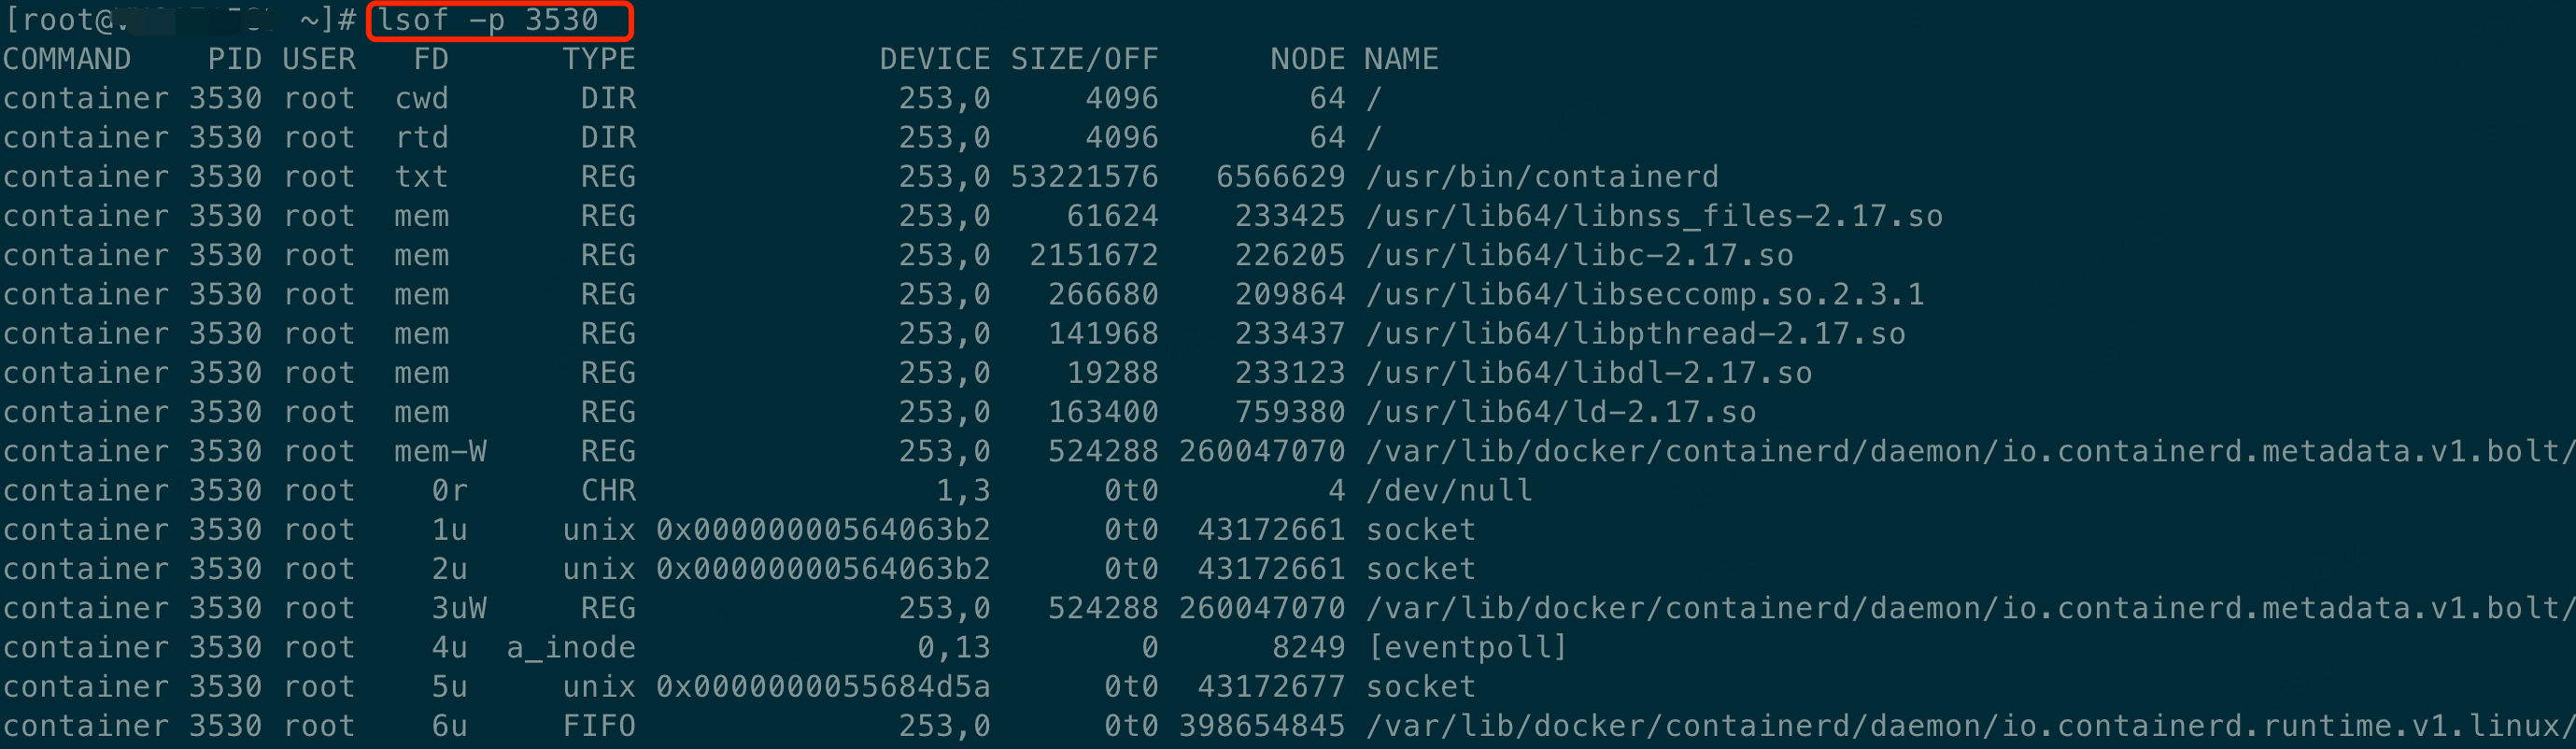 [root@ ~]# lsof -p 3530
COMMAND PID USER FD TYPE DEVICE SIZE/OFF NODE NAME
container 3530 root cwd DIR 253,0 4096 64 /
container 3530 root rtd DIR 253,0 4096 64 /
container 3530 root txt REG 253,0 53221576 6566629 /usr/bin/containerd
container 3530 root mem REG 253,0 61624 233425 /usr/lib64/libnss_files-2.17.so
container 3530 root mem REG 253,0 2151672 226205 /usr/lib64/libc-2.17.so
container 3530 root mem REG 253,0 266680 209864 /usr/lib64/libseccomp.so.2.3.1
container 3530 root mem REG 253,0 141968 233437 /usr/lib64/libpthread-2.17.so
container 3530 root mem REG 253,0 19288 233123 /usr/lib64/libdl-2.17.so
container 3530 root mem REG 253,0 163400 759380 /usr/lib64/ld-2.17.so
container 3530 root mem-W REG 253,0 524288 260047070 /var/lib/docker/containerd/daemon/io.containerd.metadata.v1.bolt/
container 3530 root 0r CHR 1,3 0t0 4 /dev/null
container 3530 root 1u unix 0x00000000564063b2 0t0 43172661 socket
container 3530 root 2u unix 0x00000000564063b2 0t0 43172661 socket
container 3530 root 3uW REG 253,0 524288 260047070 /var/lib/docker/containerd/daemon/io.containerd.metadata.v1.bolt/
container 3530 root 4u a_inode 0,13 0 8249 [eventpoll]
container 3530 root 5u unix 0x0000000055684d5a 0t0 43172677 socket
container 3530 root 6u FIFO 253,0 0t0 398654845 /var/lib/docker/containerd/daemon/io.containerd.runtime.v1.linux/